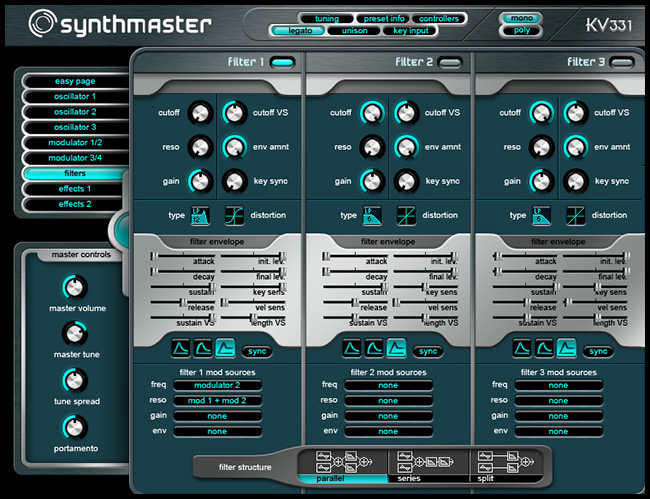 synthmaster
tuning preset info controllers
legato unison key input
mono
poly
KV331
easy page
oscillator 1
oscillator 2
oscillator 3
modulator 1/2
modulator 3/4
filters
effects 1
effects 2
master controls
master volume
master tune
tune spread
portamento
filter 1
cutoff cutoff VS
reso env amnt
gain key sync
type LP 12 distortion
filter envelope
attack init. lev.
decay final lev.
sustain key sens
release vel sens
sustain VS length VS
sync
filter 1 mod sources
freq modulator 2
reso mod 1 + mod 2
gain none
env none
filter 2
cutoff cutoff VS
reso env amnt
gain key sync
type LP 6 distortion
filter envelope
attack init. lev.
decay final lev.
sustain key sens
release vel sens
sustain VS length VS
sync
filter 2 mod sources
freq none
reso none
gain none
env none
filter 3
cutoff cutoff VS
reso env amnt
gain key sync
type LP 6 distortion
filter envelope
attack init. lev.
decay final lev.
sustain key sens
release vel sens
sustain VS length VS
sync
filter 3 mod sources
freq none
reso none
gain none
env none
filter structure
parallel series split